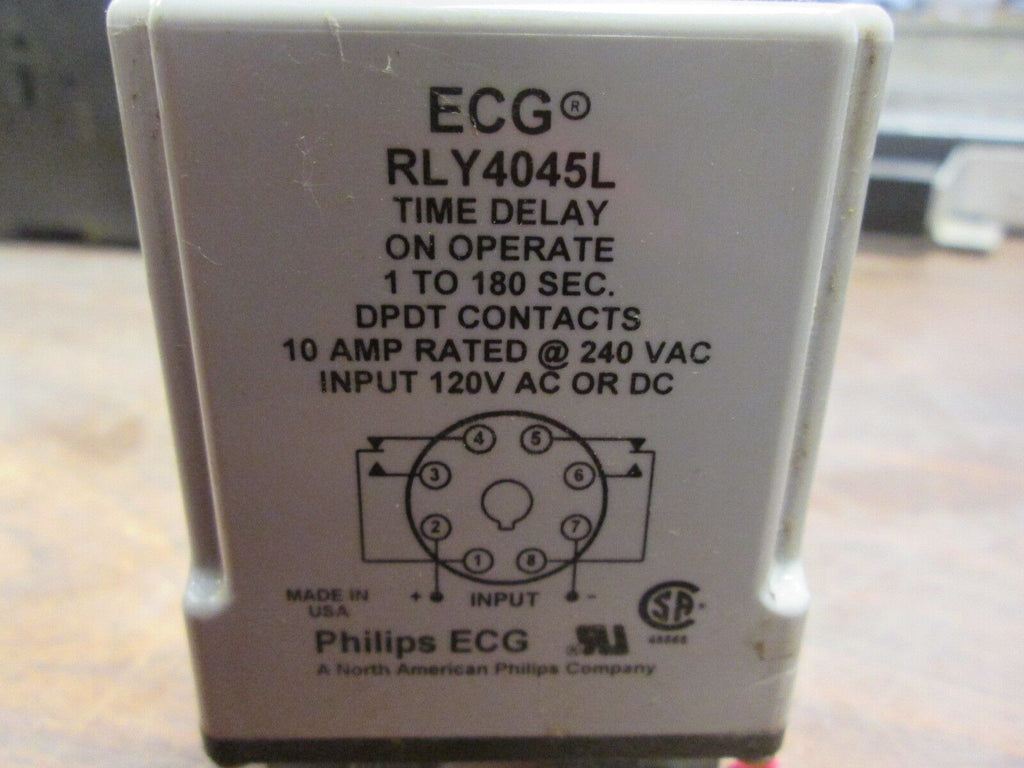 ECG®
RLY4045L
TIME DELAY
ON OPERATE
1 TO 180 SEC.
DPDT CONTACTS
10 AMP RATED @ 240 VAC
INPUT 120V AC OR DC
4 5
3 6
2 7
1 8
+ INPUT -
MADE IN
USA
Philips ECG
A North American Philips Company
SA